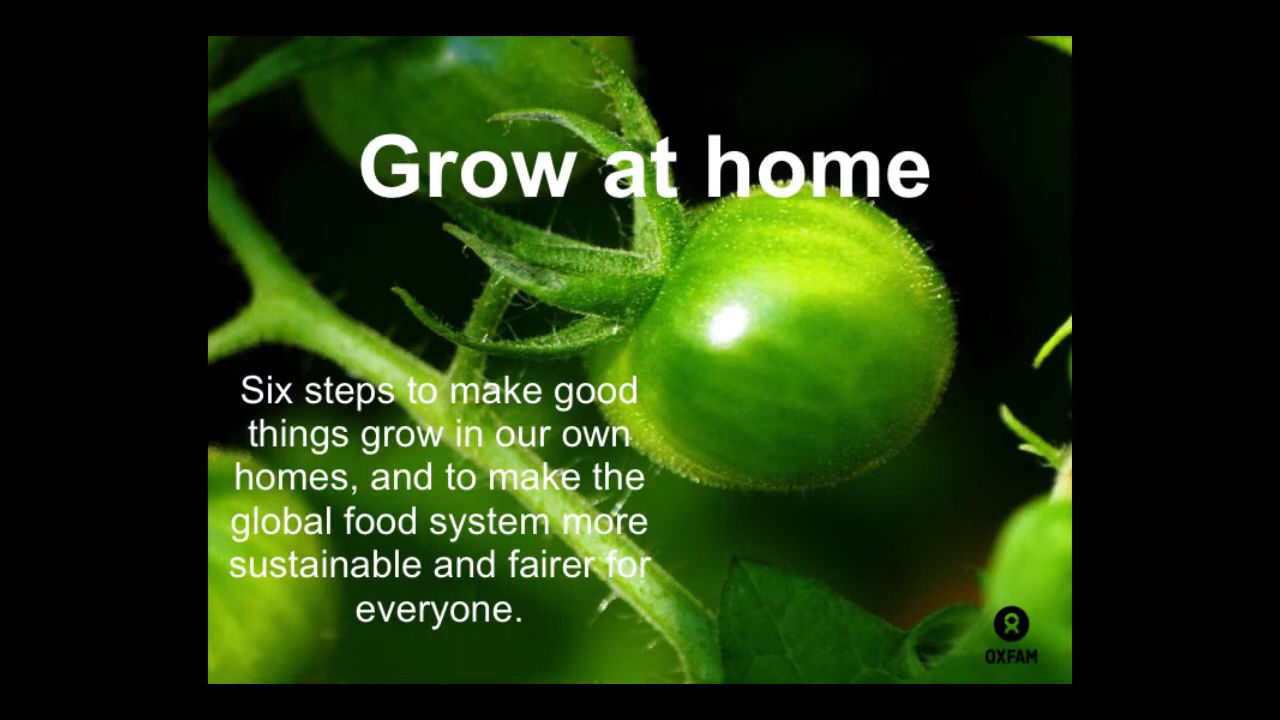 Grow at home
Six steps to make good
things grow in our own
homes, and to make the
global food system more
sustainable and fairer for
everyone.
OXFAM